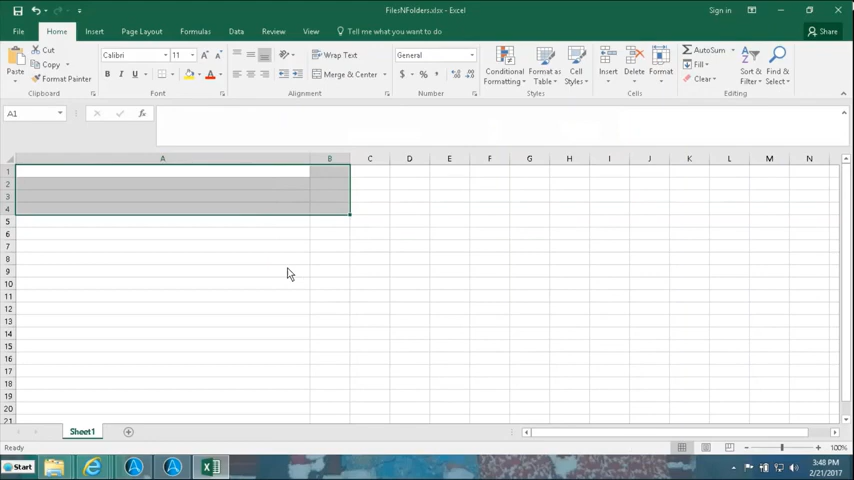 FilesNFolders.xlsx - Excel
Sign in
File Home Insert Page Layout Formulas Data Review View Tell me what you want to do
Share
Paste
Cut
Copy
Format Painter
Clipboard
Calibri 11
B I U
Font
Wrap Text
Merge & Center
Alignment
General
$ % ,
Number
Conditional Formatting
Format as Table
Cell Styles
Styles
Insert Delete Format
Cells
AutoSum
Fill
Clear
Sort & Filter
Find & Select
Editing
A1
fx
A B C D E F G H I J K L M N
1
2
3
4
5
6
7
8
9
10
11
12
13
14
15
16
17
18
19
20
21
Sheet1
Ready
100%
Start
3:48 PM
2/21/2017